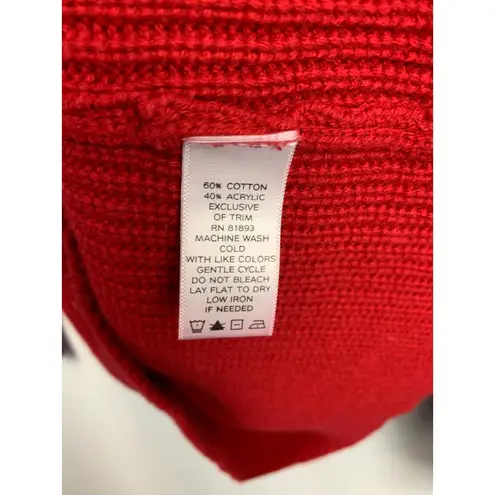 60% COTTON
40% ACRYLIC
EXCLUSIVE
OF TRIM
RN 81893
MACHINE WASH
COLD
WITH LIKE COLORS
GENTLE CYCLE
DO NOT BLEACH
LAY FLAT TO DRY
LOW IRON
IF NEEDED